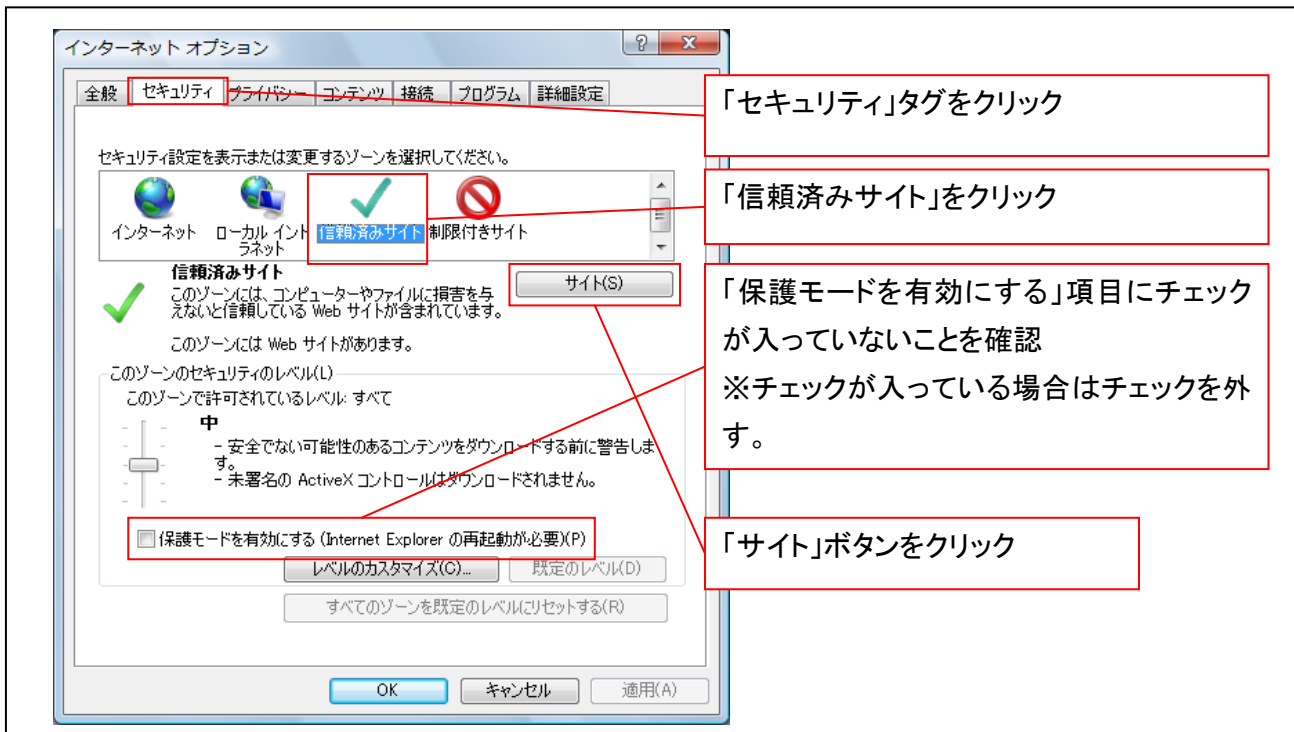 インターネット オプション
全般
セキュリティ
プライバシー
コンテンツ
接続
プログラム
詳細設定
「セキュリティ」タグをクリック
セキュリティ設定を表示または変更するゾーンを選択してください。
インターネット
ローカル イント
ラネット
信頼済みサイト
制限付きサイト
「信頼済みサイト」をクリック
信頼済みサイト
このゾーンには、コンピューターやファイルに損害を与
えないと信頼している Web サイトが含まれています。
サイト(S)
このゾーンには Web サイトがあります。
「保護モードを有効にする」項目にチェック
が入っていないことを確認
※チェックが入っている場合はチェックを外
す。
このゾーンのセキュリティのレベル(L)
このゾーンで許可されているレベル: すべて
中
- 安全でない可能性のあるコンテンツをダウンロードする前に警告しま
す。
- 未署名の ActiveX コントロールはダウンロードされません。
保護モードを有効にする (Internet Explorer の再起動が必要)(P)
「サイト」ボタンをクリック
レベルのカスタマイズ(C)...
既定のレベル(D)
すべてのゾーンを既定のレベルにリセットする(R)
OK
キャンセル
適用(A)